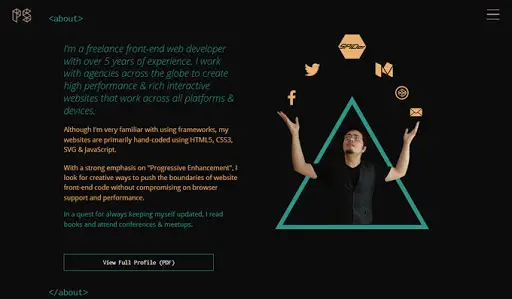 PS
<about>
I'm a freelance front-end web developer
with over 5 years of experience. I work
with agencies across the globe to create
high performance & rich interactive
websites that work across all platforms &
devices.
Although I'm very familiar with using frameworks, my
websites are primarily hand-coded using HTML5, CSS3,
SVG & JavaScript.
With a strong emphasis on "Progressive Enhancement", I
look for creative ways to push the boundaries of website
front-end code without compromising on browser
support and performance.
In a quest for always keeping myself updated, I read
books and attend conferences & meetups.
View Full Profile (PDF)
</about>